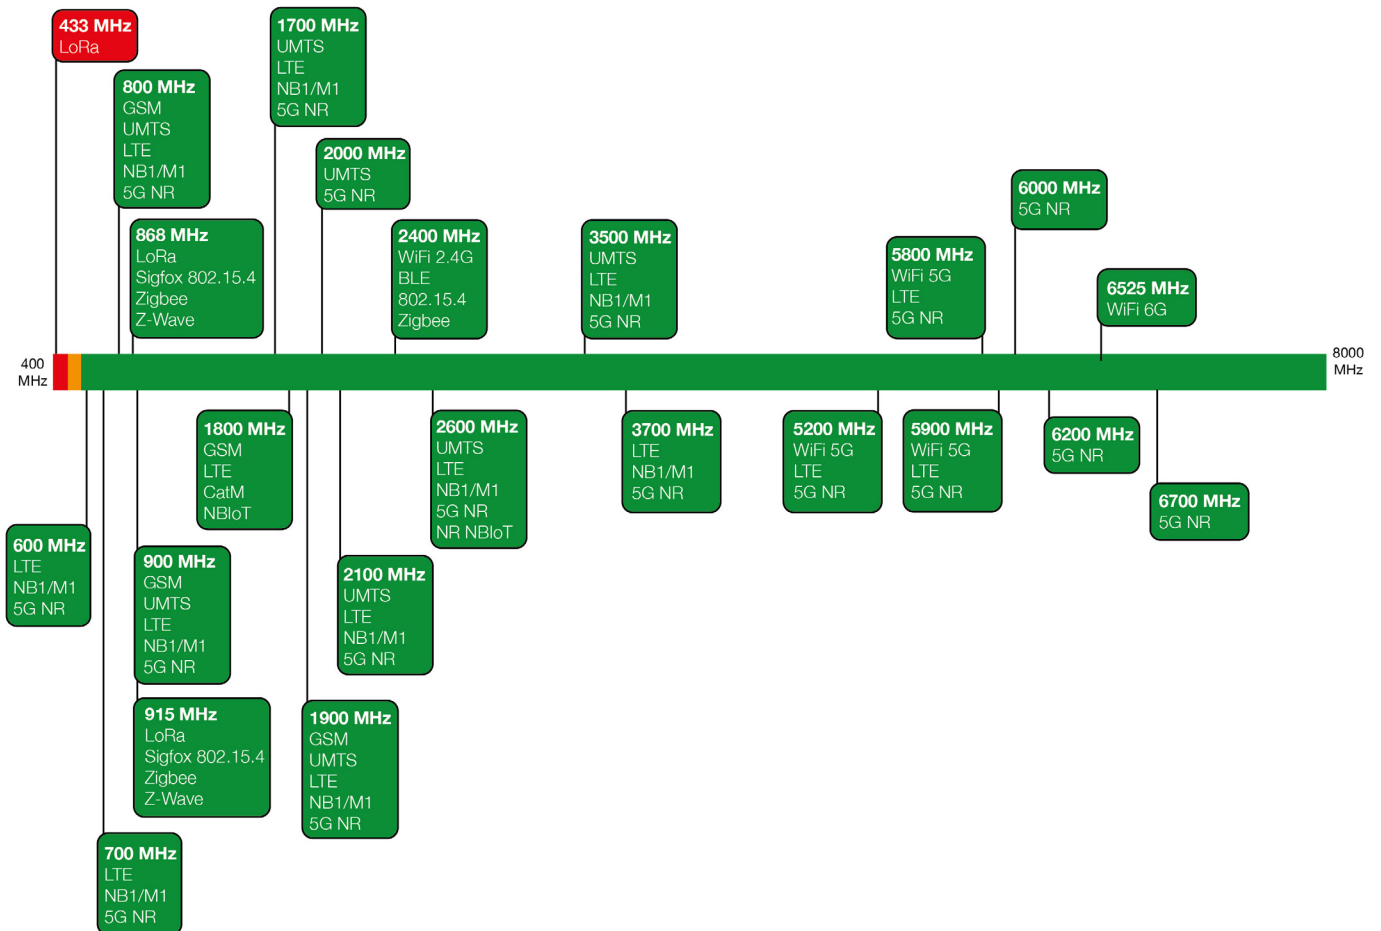 433 MHz
LoRa
800 MHz
GSM
UMTS
LTE
NB1/M1
5G NR
868 MHz
LoRa
Sigfox 802.15.4
Zigbee
Z-Wave
1700 MHz
UMTS
LTE
NB1/M1
5G NR
2000 MHz
UMTS
5G NR
2400 MHz
WiFi 2.4G
BLE
802.15.4
Zigbee
3500 MHz
UMTS
LTE
NB1/M1
5G NR
5800 MHz
WiFi 5G
LTE
5G NR
6000 MHz
5G NR
6525 MHz
WiFi 6G
400
MHz
8000
MHz
600 MHz
LTE
NB1/M1
5G NR
700 MHz
LTE
NB1/M1
5G NR
900 MHz
GSM
UMTS
LTE
NB1/M1
5G NR
915 MHz
LoRa
Sigfox 802.15.4
Zigbee
Z-Wave
1800 MHz
GSM
LTE
CatM
NBIoT
1900 MHz
GSM
UMTS
LTE
NB1/M1
5G NR
2100 MHz
UMTS
LTE
NB1/M1
5G NR
2600 MHz
UMTS
LTE
NB1/M1
5G NR
NR NBIoT
3700 MHz
LTE
NB1/M1
5G NR
5200 MHz
WiFi 5G
LTE
5G NR
5900 MHz
WiFi 5G
LTE
5G NR
6200 MHz
5G NR
6700 MHz
5G NR